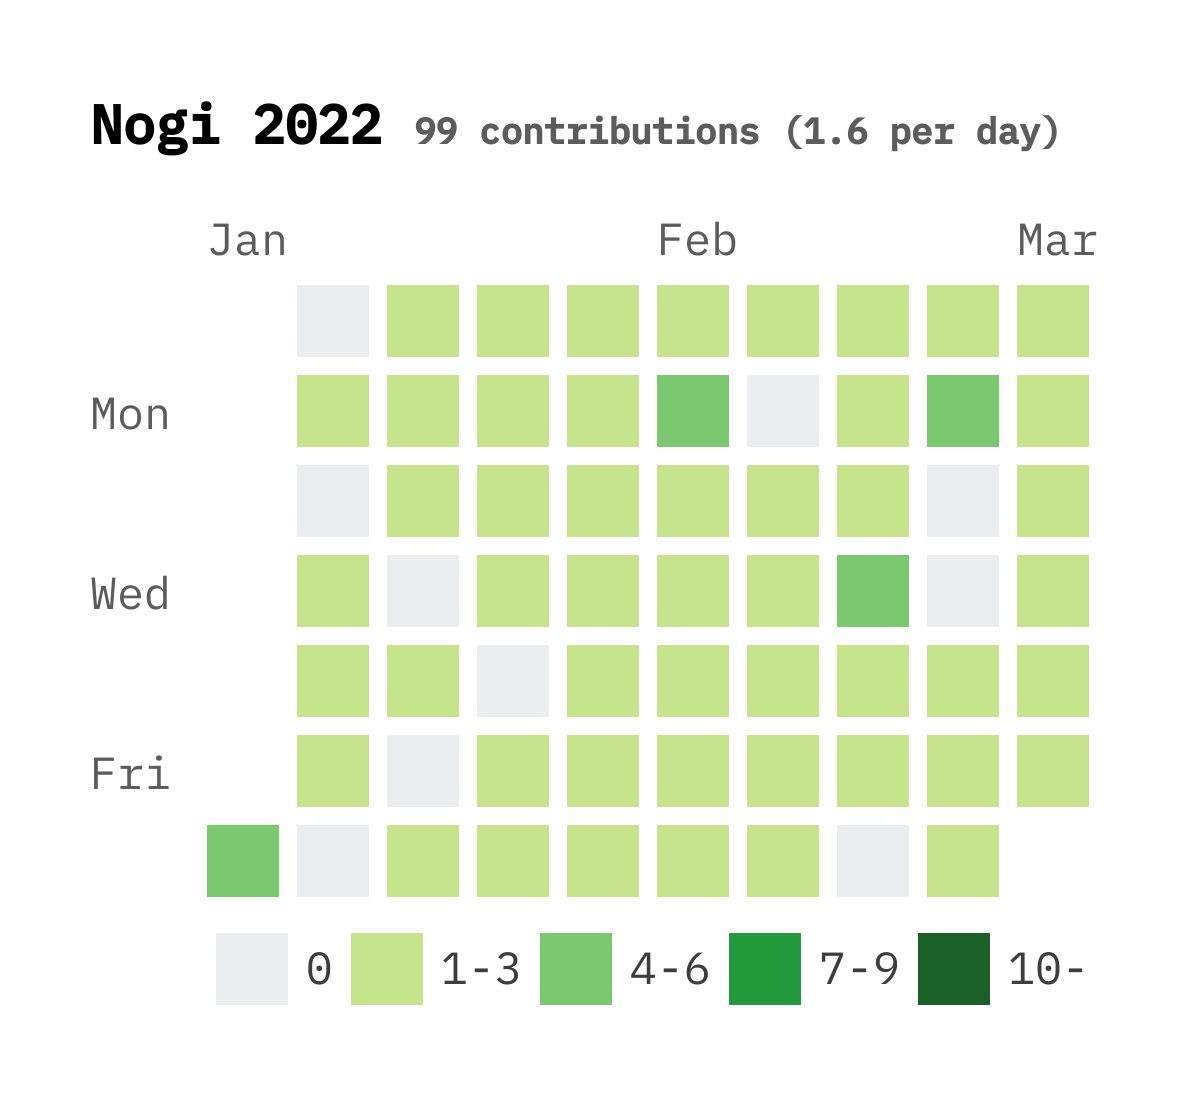 Nogi 2022 99 contributions (1.6 per day)
Jan Feb Mar
Mon
Wed
Fri
0 1-3 4-6 7-9 10-